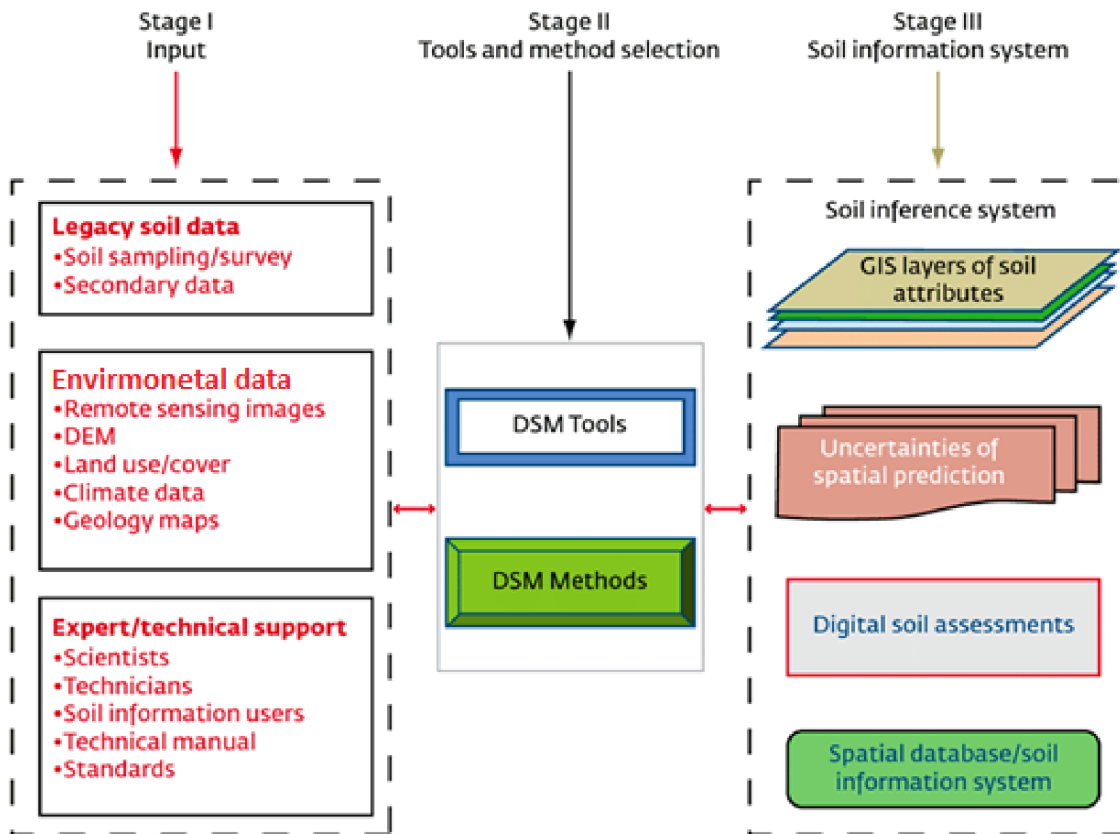 Stage I
Input
Stage II
Tools and method selection
Stage III
Soil information system
Legacy soil data
•Soil sampling/survey
•Secondary data
Envirmonetal data
•Remote sensing images
•DEM
•Land use/cover
•Climate data
•Geology maps
Expert/technical support
•Scientists
•Technicians
•Soil information users
•Technical manual
•Standards
DSM Tools
DSM Methods
Soil inference system
GIS layers of soil
attributes
Uncertainties of
spatial prediction
Digital soil assessments
Spatial database/soil
information system